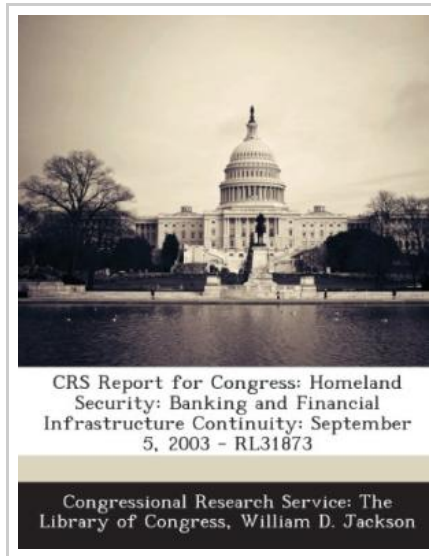 CRS Report for Congress: Homeland
Security: Banking and Financial
Infrastructure Continuity: September
5, 2003 - RL31873
Congressional Research Service: The
Library of Congress, William D. Jackson